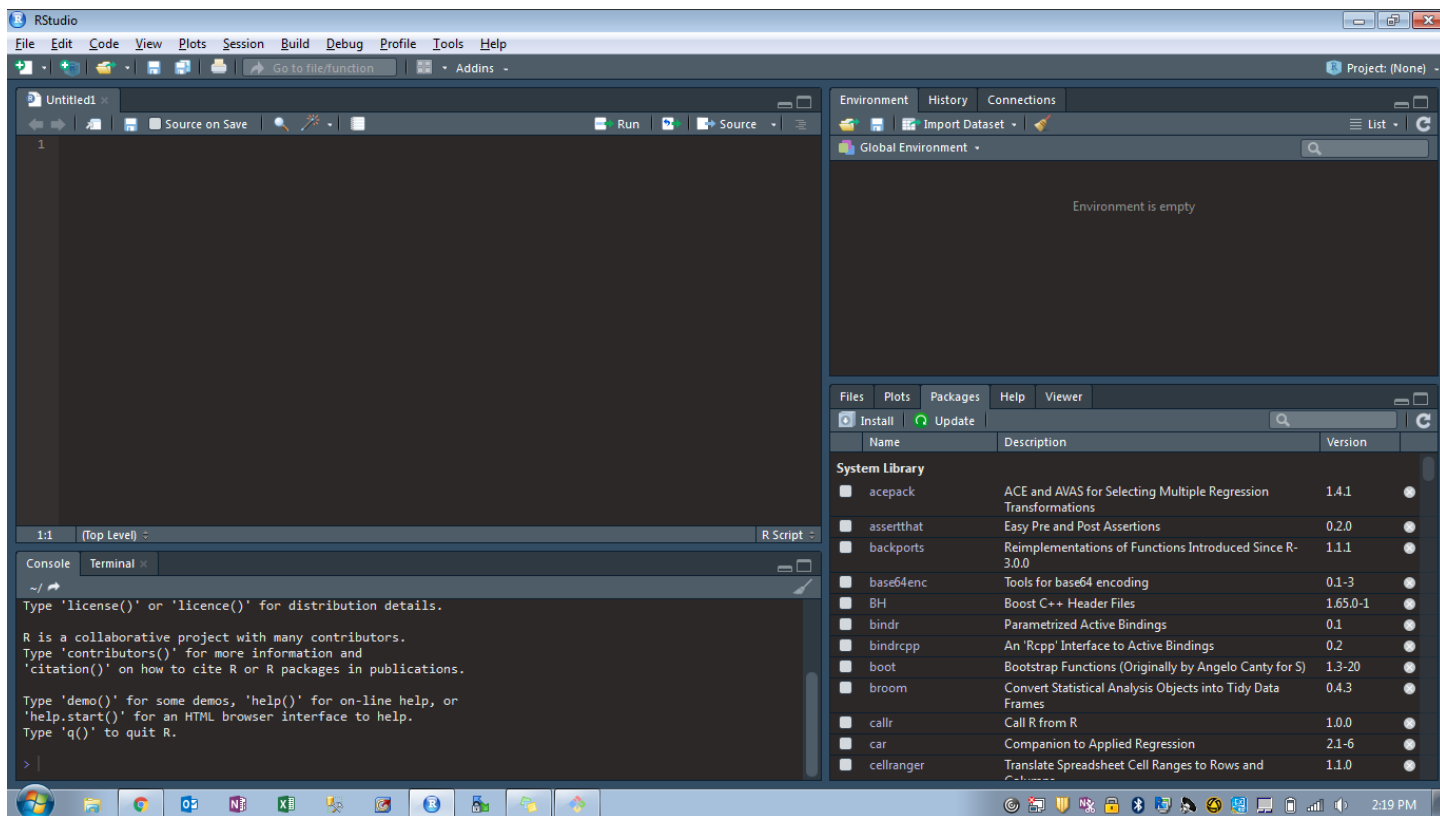 RStudio
File Edit Code View Plots Session Build Debug Profile Tools Help
Go to file/function Addins Project: (None)
Untitled1
Source on Save Run Source
1
1:1 (Top Level) R Script
Console Terminal
~/
Type 'license()' or 'licence()' for distribution details.
R is a collaborative project with many contributors.
Type 'contributors()' for more information and
'citation()' on how to cite R or R packages in publications.
Type 'demo()' for some demos, 'help()' for on-line help, or
'help.start()' for an HTML browser interface to help.
Type 'q()' to quit R.
>
Environment History Connections
Import Dataset List
Global Environment
Environment is empty
Files Plots Packages Help Viewer
Install Update
Name Description Version
System Library
acepack ACE and AVAS for Selecting Multiple Regression 1.4.1
Transformations
assertthat Easy Pre and Post Assertions 0.2.0
backports Reimplementations of Functions Introduced Since R- 1.1.1
3.0.0
base64enc Tools for base64 encoding 0.1-3
BH Boost C++ Header Files 1.65.0-1
bindr Parametrized Active Bindings 0.1
bindrcpp An 'Rcpp' Interface to Active Bindings 0.2
boot Bootstrap Functions (Originally by Angelo Canty for S) 1.3-20
broom Convert Statistical Analysis Objects into Tidy Data 0.4.3
Frames
callr Call R from R 1.0.0
car Companion to Applied Regression 2.1-6
cellranger Translate Spreadsheet Cell Ranges to Rows and 1.1.0
2:19 PM